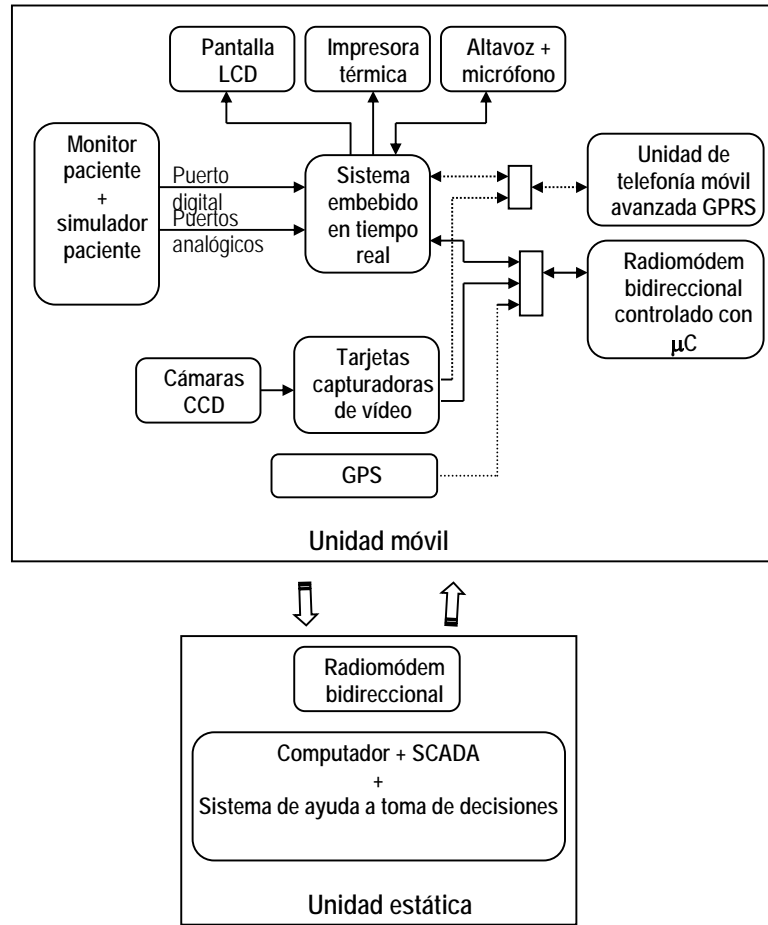 Pantalla
LCD
Impresora
térmica
Altavoz +
micrófono
Monitor
paciente
+
simulador
paciente
Puerto
digital
Puertos
analógicos
Sistema
embebido
en tiempo
real
Unidad de
telefonía móvil
avanzada GPRS
Radiomódem
bidireccional
controlado con
μC
Cámaras
CCD
Tarjetas
capturadoras
de vídeo
GPS
Unidad móvil
Radiomódem
bidireccional
Computador + SCADA
+
Sistema de ayuda a toma de decisiones
Unidad estática